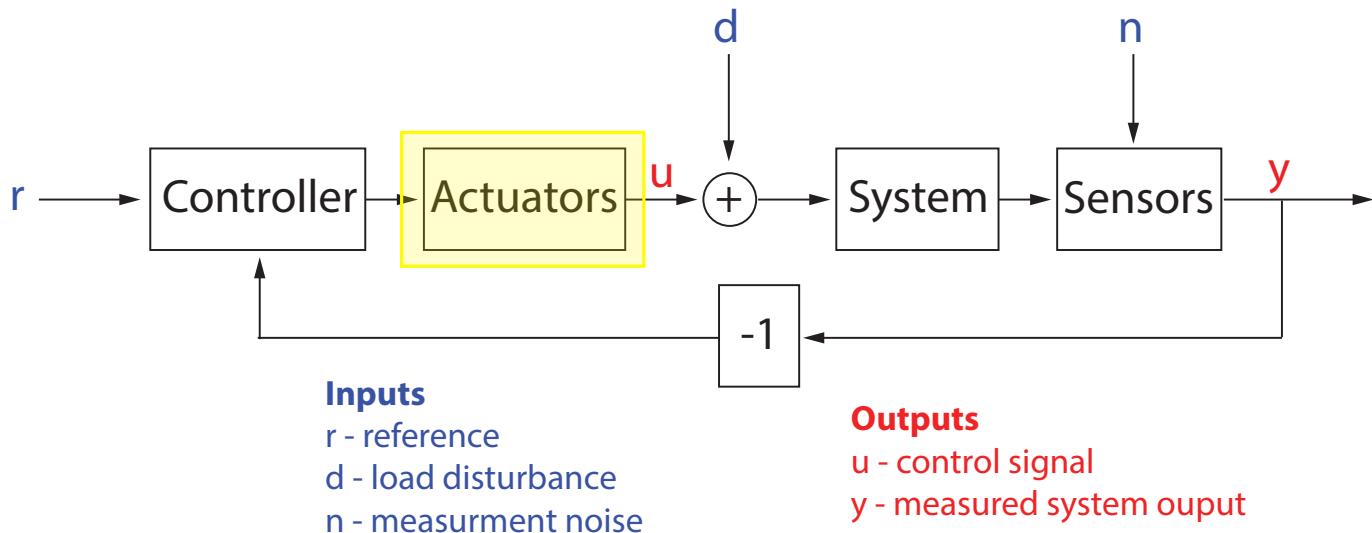 d
n
r
Controller
Actuators
u
+
System
Sensors
y
-1
Inputs
r - reference
d - load disturbance
n - measurment noise
Outputs
u - control signal
y - measured system ouput